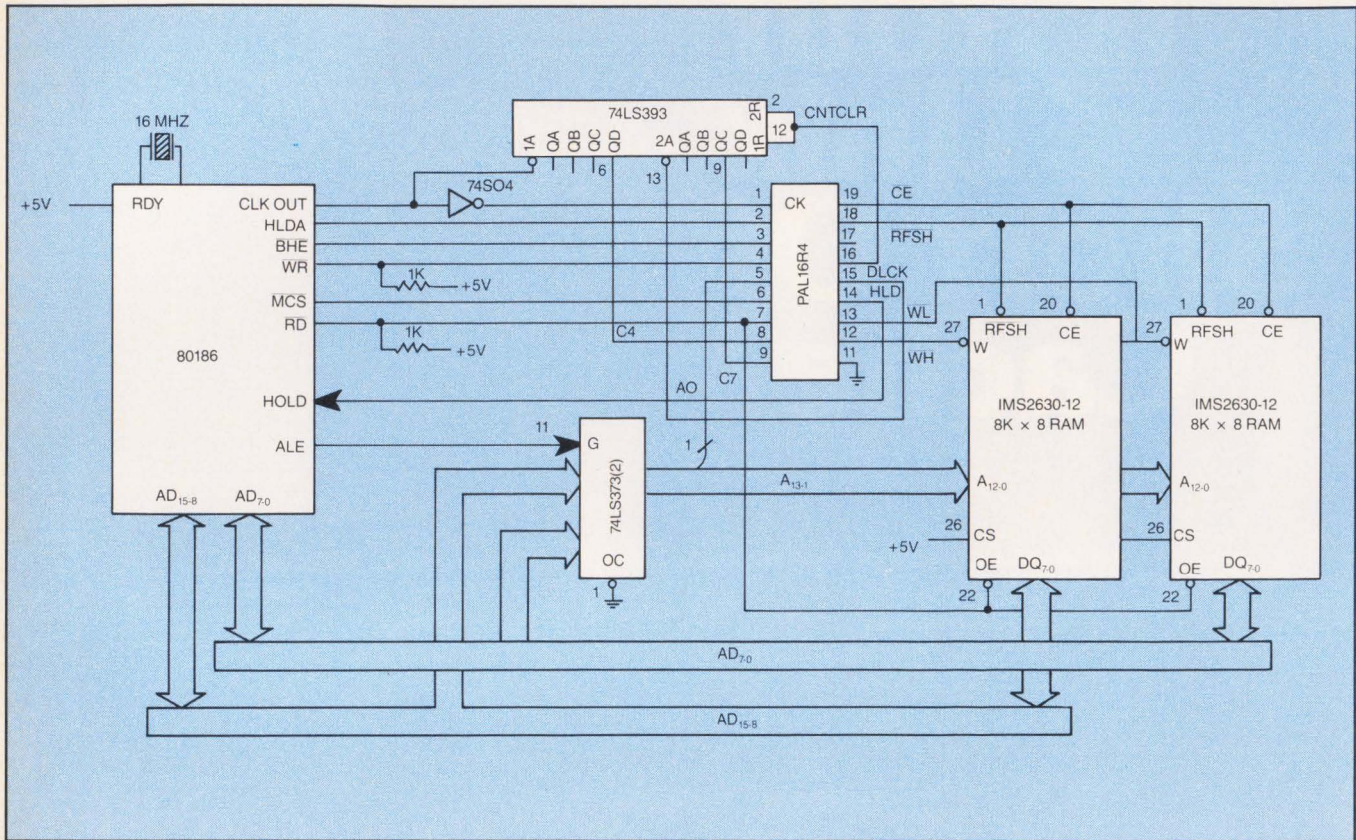 74LS393
2
CNTCLR
16 MHZ
1A
QA
QB
QC
QD
2A
QA
QB
QC
QD
1R
2R
12
6
13
9
74SO4
+5V
RDY
CLK OUT
HLDA
BHE
WR
MCS
RD
80186
HOLD
ALE
AD15-8
AD7-0
1K
+5V
1K
+5V
1
2
3
4
5
6
7
8
9
CK
PAL16R4
19
18
17
16
15
14
13
12
11
CE
RFSH
DLCK
HLD
WL
WH
C4
C7
AO
11
G
74LS373(2)
OC
1
1
A13-1
1
20
RFSH
CE
27
W
IMS2630-12
8K × 8 RAM
A12-0
26
CS
+5V
OE
DQ7-0
22
1
20
RFSH
CE
27
W
IMS2630-12
8K × 8 RAM
A12-0
26
CS
OE
DQ7-0
22
AD7-0
AD15-8